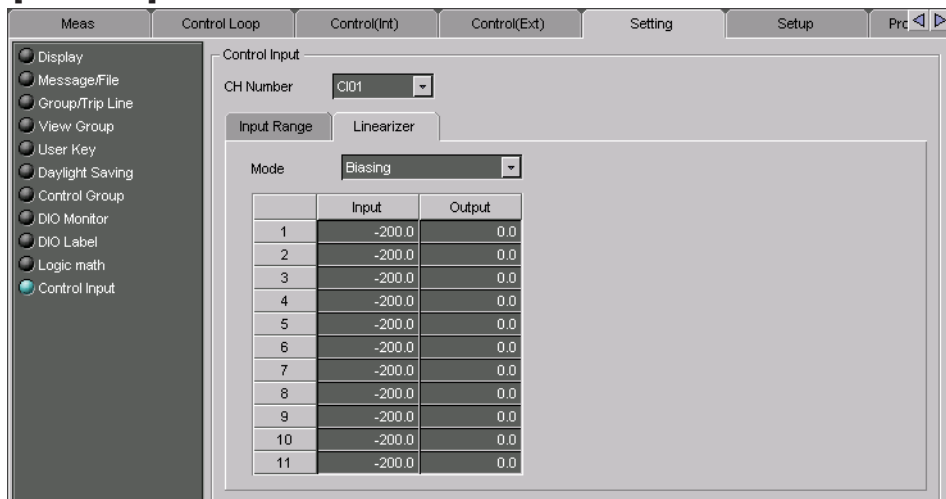 Meas Control Loop Control(Int) Control(Ext) Setting Setup Prc
Display
Message/File
Group/Trip Line
View Group
User Key
Daylight Saving
Control Group
DIO Monitor
DIO Label
Logic math
Control Input
Control Input
CH Number CI01
Input Range Linearizer
Mode Biasing
Input Output
1 -200.0 0.0
2 -200.0 0.0
3 -200.0 0.0
4 -200.0 0.0
5 -200.0 0.0
6 -200.0 0.0
7 -200.0 0.0
8 -200.0 0.0
9 -200.0 0.0
10 -200.0 0.0
11 -200.0 0.0